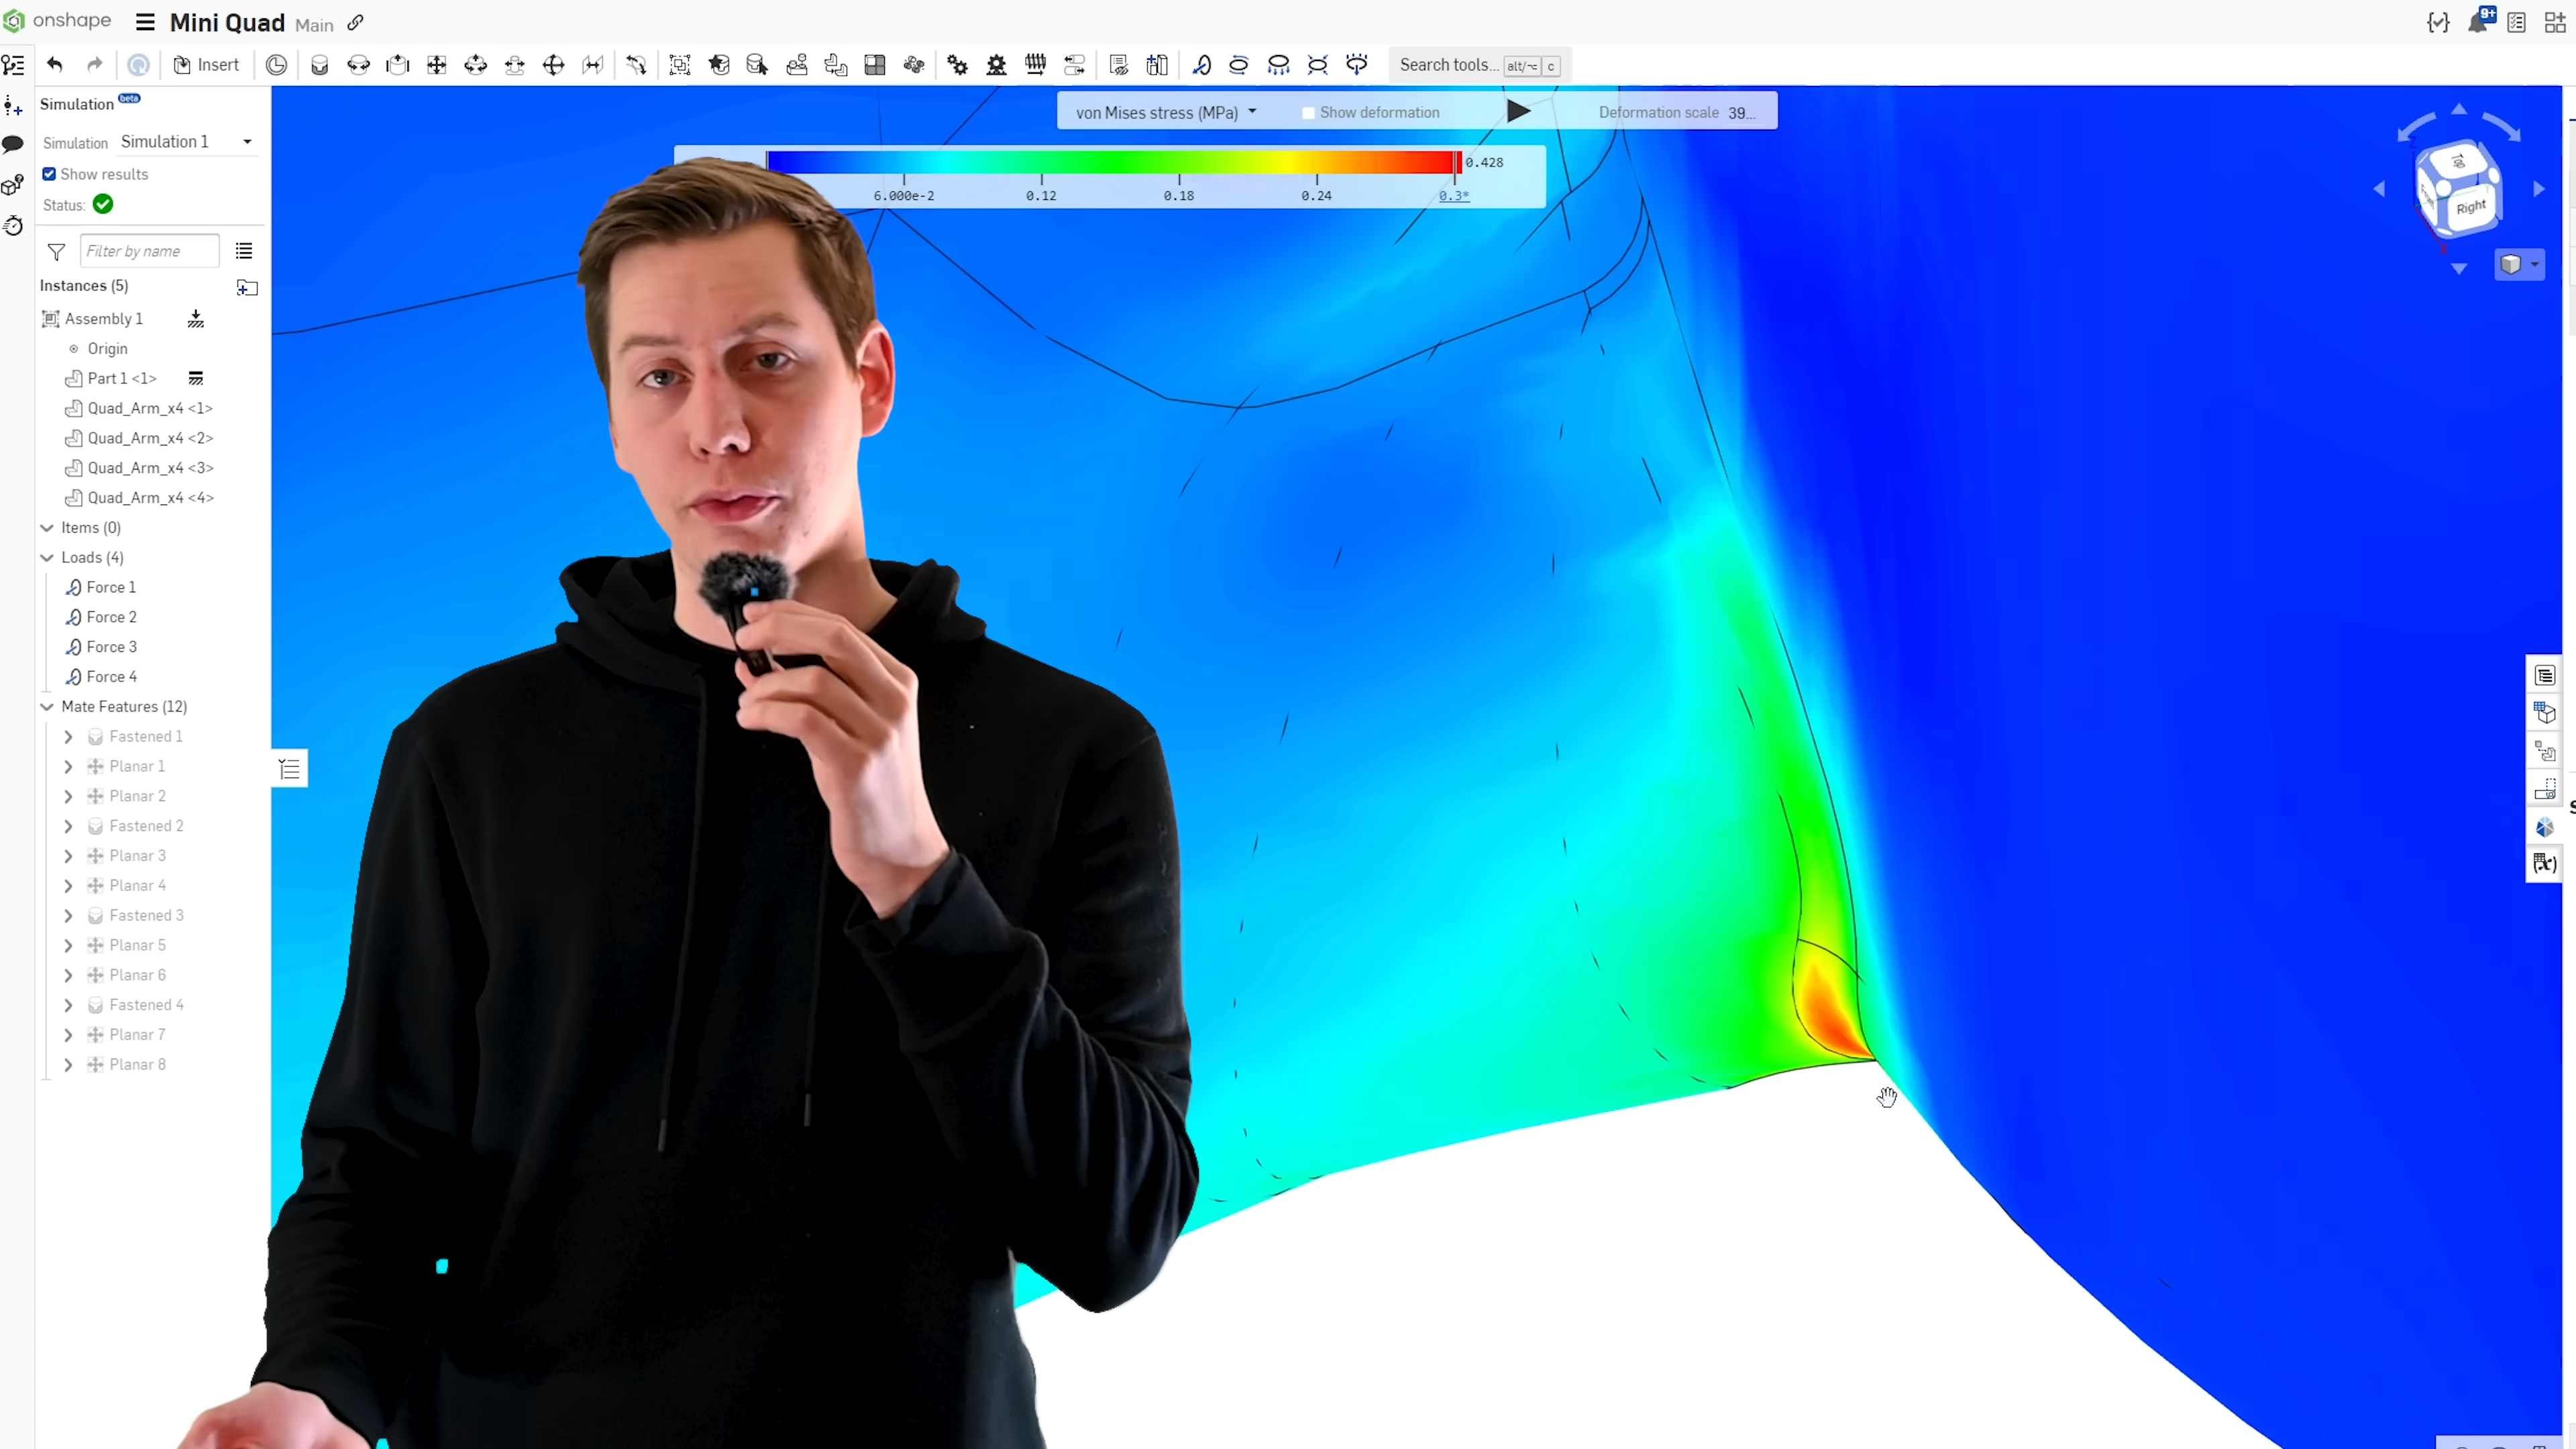 onshape Mini Quad Main
9+
Insert
Search tools... alt/⌥ c
Simulation beta
Simulation Simulation 1
Show results
Status:
Filter by name
Instances (5)
Assembly 1
Origin
Part 1 <1>
Quad_Arm_x4 <1>
Quad_Arm_x4 <2>
Quad_Arm_x4 <3>
Quad_Arm_x4 <4>
Items (0)
Loads (4)
Force 1
Force 2
Force 3
Force 4
Mate Features (12)
Fastened 1
Planar 1
Planar 2
Fastened 2
Planar 3
Planar 4
Fastened 3
Planar 5
Planar 6
Fastened 4
Planar 7
Planar 8
von Mises stress (MPa) Show deformation Deformation scale 39...
0.428
6.000e-2 0.12 0.18 0.24 0.3*
Top
Right
Z
X
(x)